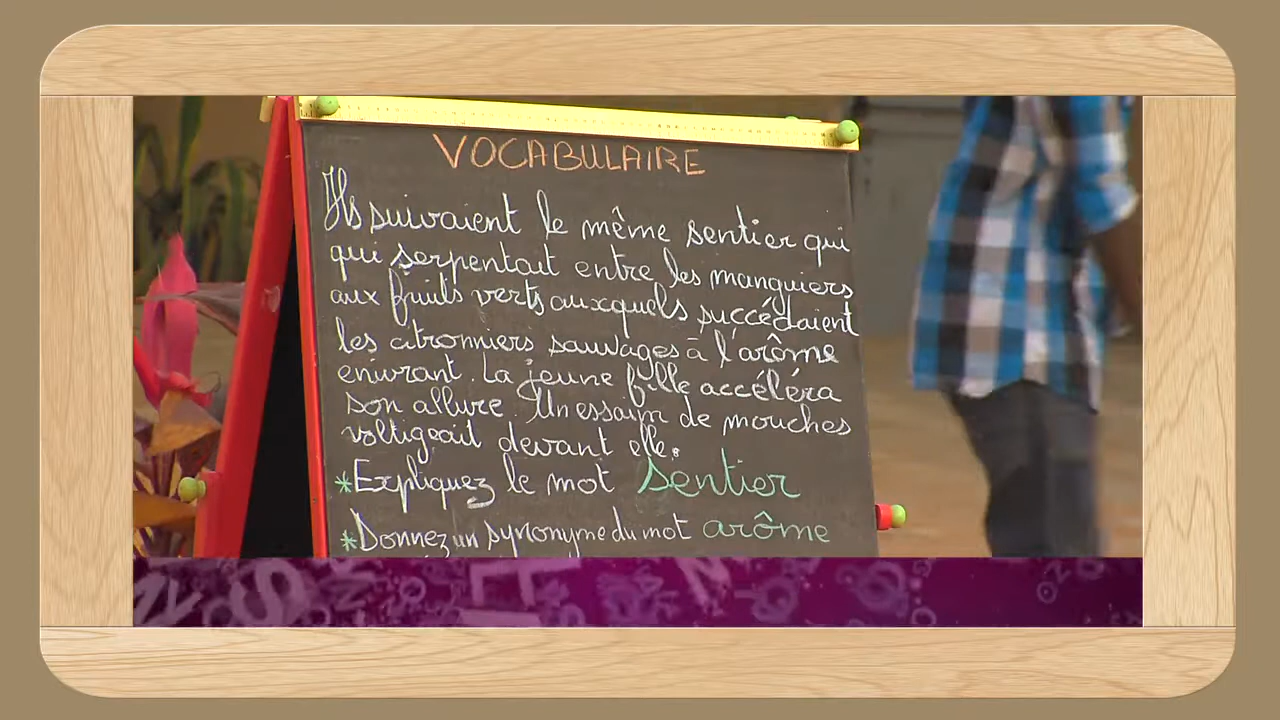 VOCABULAIRE
Ils suivaient le même sentier qui
qui serpentait entre les manguiers
aux fruits verts auxquels succédaient
les citronniers sauvages à l'arôme
enivrant. La jeune fille accéléra
son allure. Un essaim de mouches
voltigeait devant elle.
*Expliquez le mot sentier
*Donnez un synonyme du mot arôme